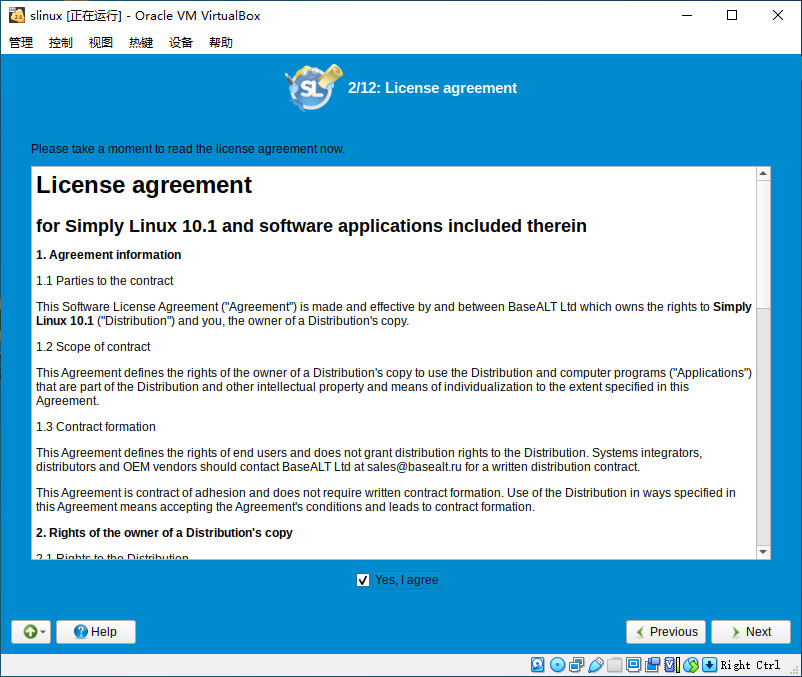 slinux [正在运行] - Oracle VM VirtualBox
管理 控制 视图 热键 设备 帮助
SL
2/12: License agreement
Please take a moment to read the license agreement now.
License agreement
for Simply Linux 10.1 and software applications included therein
1. Agreement information
1.1 Parties to the contract
This Software License Agreement ("Agreement") is made and effective by and between BaseALT Ltd which owns the rights to Simply
Linux 10.1 ("Distribution") and you, the owner of a Distribution's copy.
1.2 Scope of contract
This Agreement defines the rights of the owner of a Distribution's copy to use the Distribution and computer programs ("Applications")
that are part of the Distribution and other intellectual property and means of individualization to the extent specified in this
Agreement.
1.3 Contract formation
This Agreement defines the rights of end users and does not grant distribution rights to the Distribution. Systems integrators,
distributors and OEM vendors should contact BaseALT Ltd at sales@basealt.ru for a written distribution contract.
This Agreement is contract of adhesion and does not require written contract formation. Use of the Distribution in ways specified in
this Agreement means accepting the Agreement's conditions and leads to contract formation.
2. Rights of the owner of a Distribution's copy
2.1 Rights to the Distribution
Yes, I agree
Help
Previous
Next
Right Ctrl